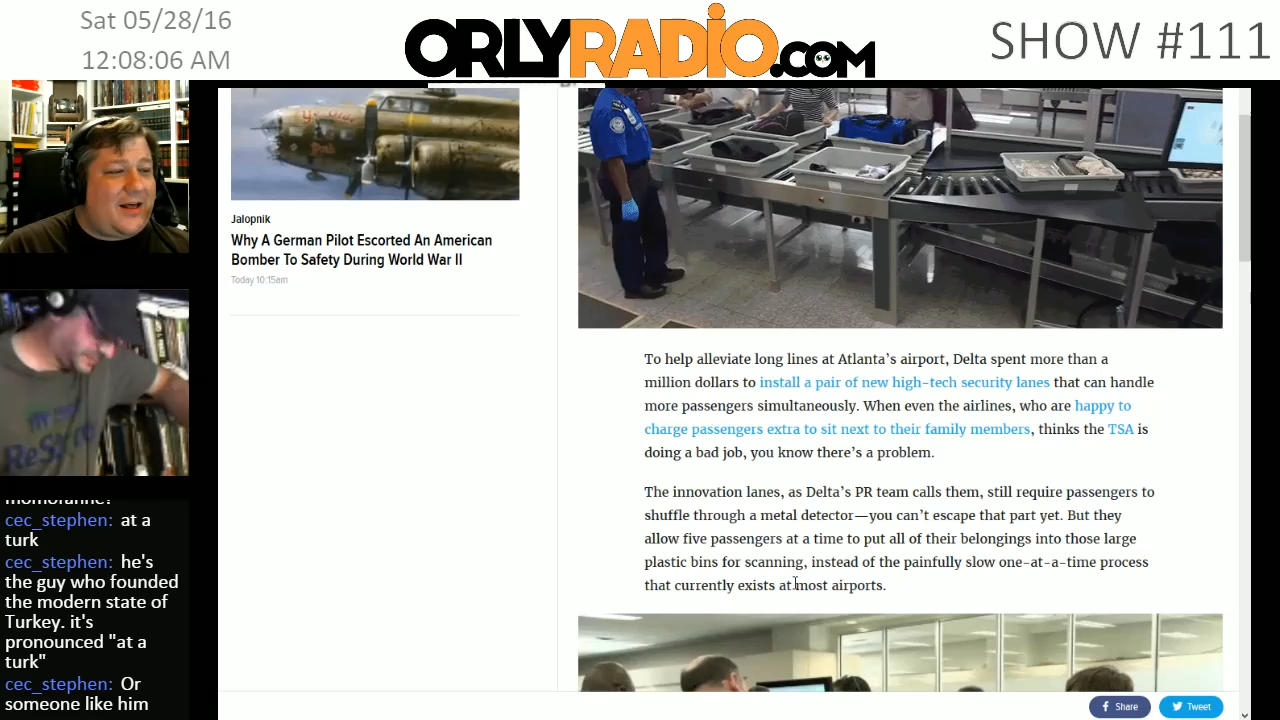 Sat 05/28/16
12:08:06 AM
ORLYRADiO.COM
SHOW #111
Jalopnik
Why A German Pilot Escorted An American
Bomber To Safety During World War II
Today 10:15am
To help alleviate long lines at Atlanta’s airport, Delta spent more than a
million dollars to install a pair of new high-tech security lanes that can handle
more passengers simultaneously. When even the airlines, who are happy to
charge passengers extra to sit next to their family members, thinks the TSA is
doing a bad job, you know there’s a problem.
The innovation lanes, as Delta’s PR team calls them, still require passengers to
shuffle through a metal detector—you can’t escape that part yet. But they
allow five passengers at a time to put all of their belongings into those large
plastic bins for scanning, instead of the painfully slow one-at-a-time process
that currently exists at most airports.
cec_stephen: at a
turk
cec_stephen: he's
the guy who founded
the modern state of
Turkey. it's
pronounced "at a
turk"
cec_stephen: Or
someone like him
Share
Tweet